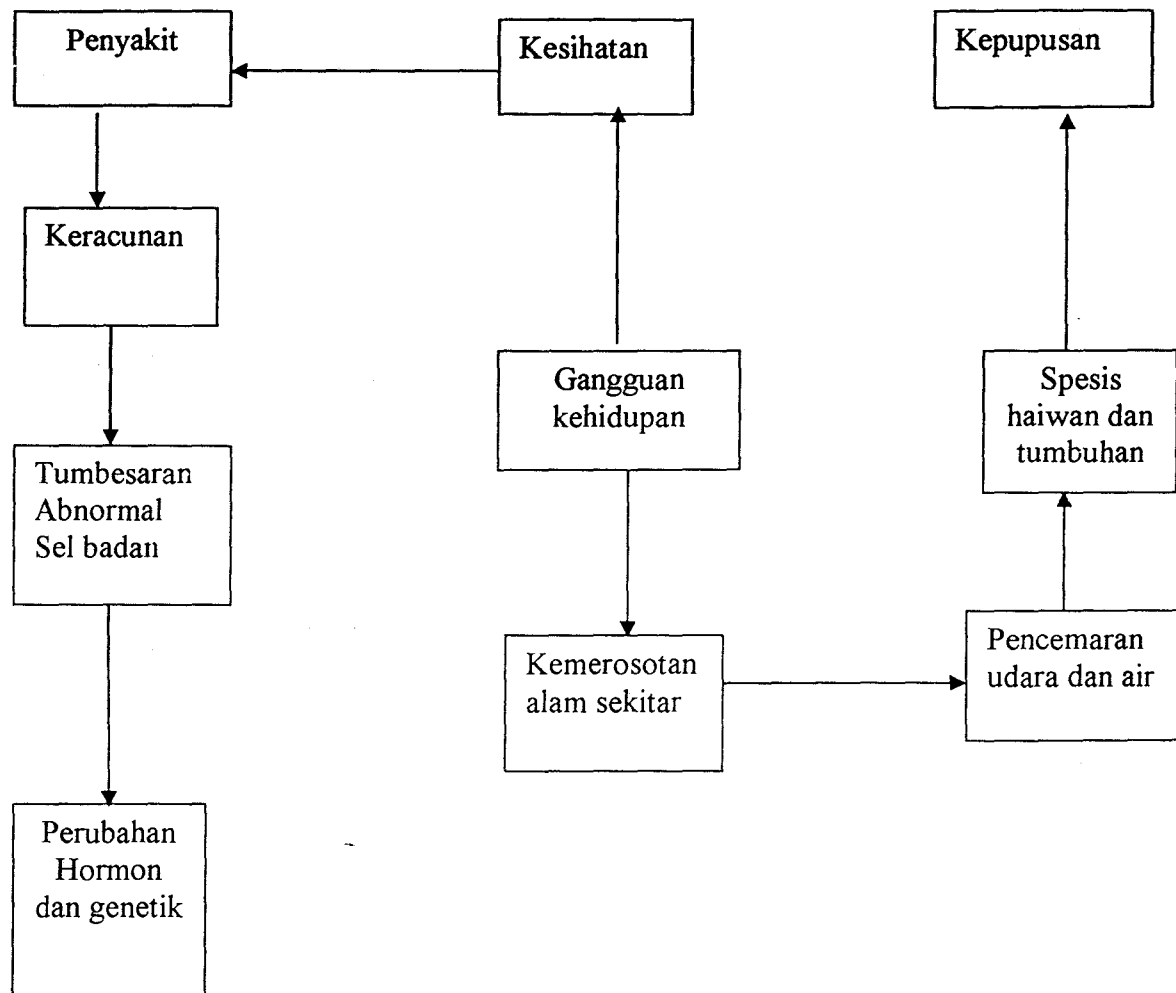 Penyakit
Kesihatan
Kepupusan
Keracunan
Gangguan
kehidupan
Spesis
haiwan dan
tumbuhan
Tumbesaran
Abnormal
Sel badan
Kemerosotan
alam sekitar
Pencemaran
udara dan air
Perubahan
Hormon
dan genetik